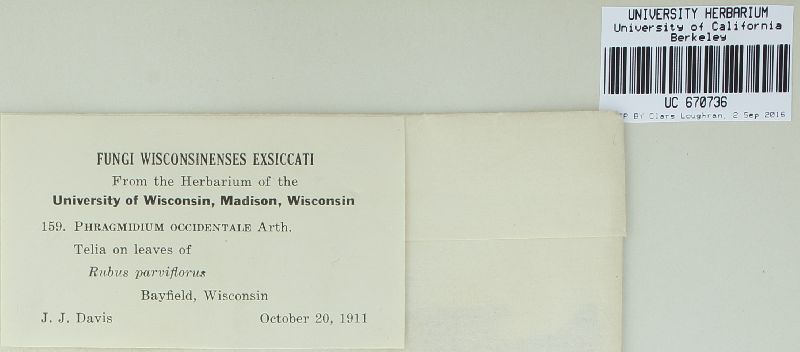 UNIVERSITY HERBARIUM
University of California
Berkeley
UC 670736
BY Clare Loughran, 2 Sep 2016
FUNGI WISCONSINENSES EXSICCATI
From the Herbarium of the
University of Wisconsin, Madison, Wisconsin
159. PHRAGMIDIUM OCCIDENTALE Arth.
Telia on leaves of
Rubus parviflorus
Bayfield, Wisconsin
J. J. Davis October 20, 1911